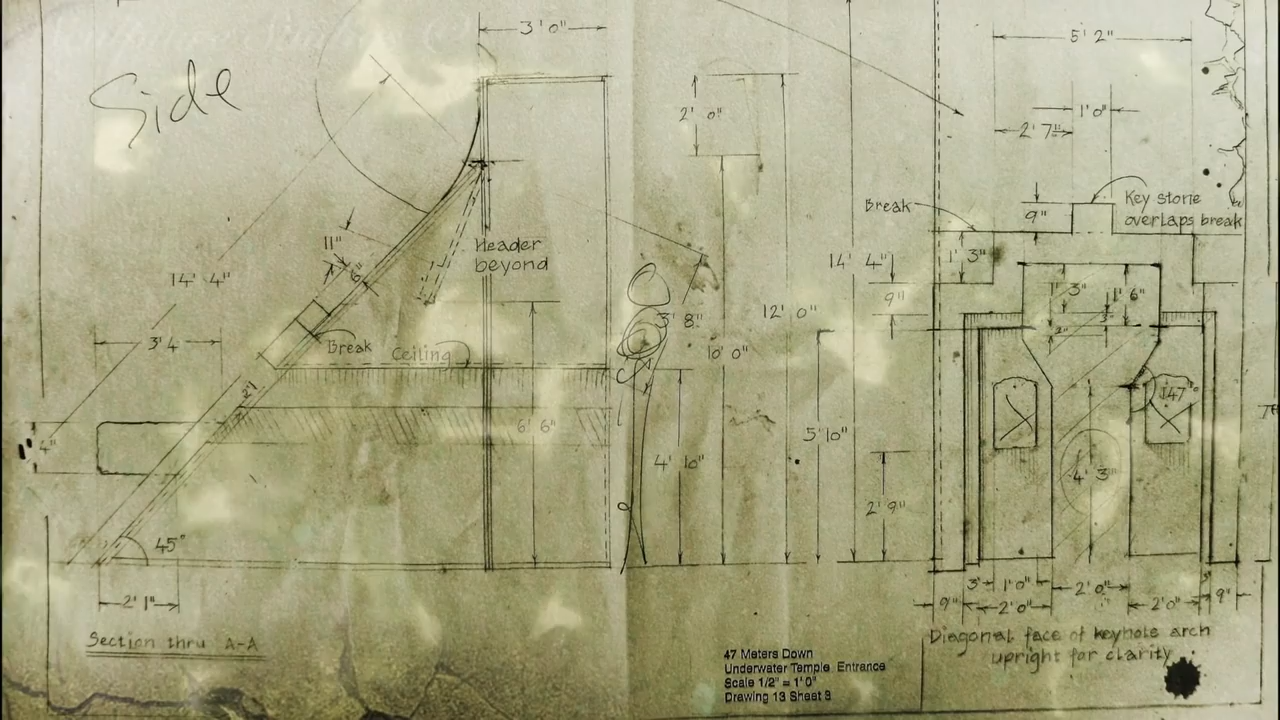 Side
3' 0"
5' 2"
1' 0"
2' 7½"
2' 0"
Key stone
overlaps break
Break
9"
1' 3"
11"
6"
Header
beyond
14' 4"
14' 4"
9"
3' 8"
12' 0"
1' 3"
1' 6"
3' 4
Break
Ceiling
10' 0"
2'1
147°
6' 6"
5' 10"
4"
4' 10"
4' 3"
2' 9"
45°
2' 1"
3"
1' 0"
2' 0"
9"
2' 0"
2' 0"
9"
Section thru A-A
Diagonal face of keyhole arch
upright for clarity
47 Meters Down
Underwater Temple Entrance
Scale 1/2" = 1' 0"
Drawing 13 Sheet 3